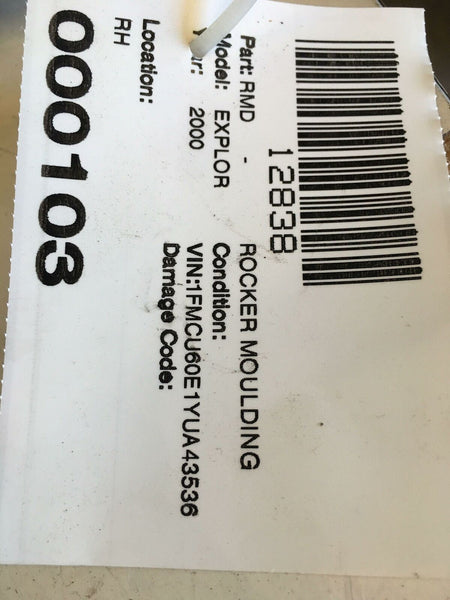 12838
Part: RMD - ROCKER MOULDING
Model: EXPLOR Condition:
2000 VIN:1FMCU60E1YUA43536
Damage Code:
Location:
RH
000103